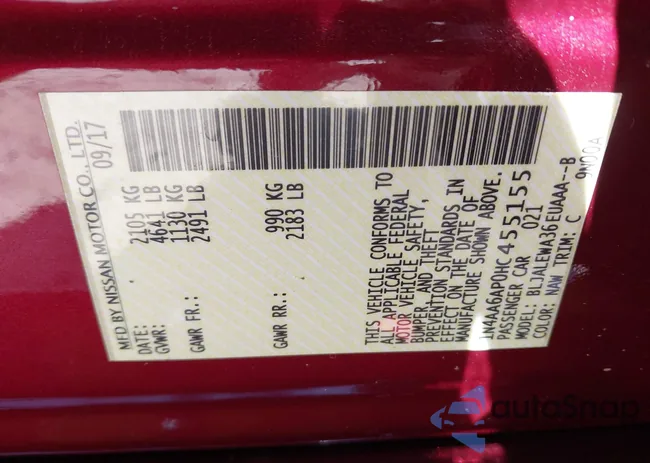 MFD BY NISSAN MOTOR CO., LTD.
DATE: 09/17
GVWR: 2105 KG
4641 LB
GAWR FR.: 1130 KG
2491 LB
GAWR RR.: 990 KG
2183 LB
THIS VEHICLE CONFORMS TO
ALL APPLICABLE FEDERAL
MOTOR VEHICLE SAFETY,
BUMPER, AND THEFT
PREVENTION STANDARDS IN
EFFECT ON THE DATE OF
MANUFACTURE SHOWN ABOVE.
1N4AA6AP0HC455155
PASSENGER CAR 021
MODEL: BLJALEWA36EUAAA--B
COLOR: NAW TRIM: C 9N00A
autoSnap